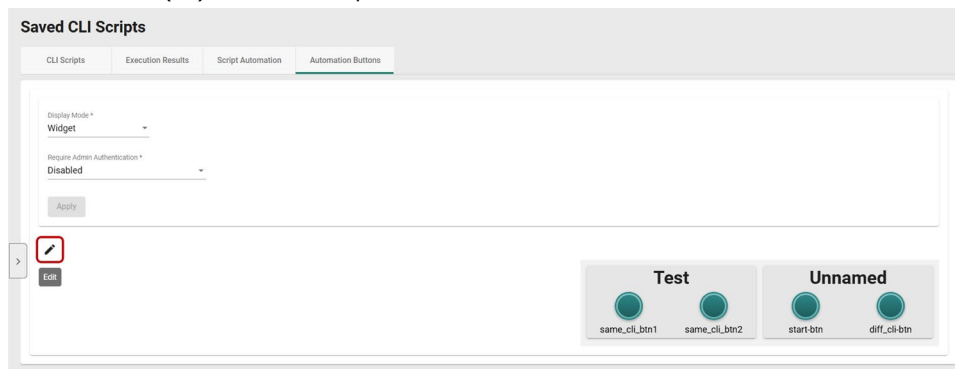 Saved CLI Scripts
CLI Scripts Execution Results Script Automation Automation Buttons
Display Mode *
Widget
Require Admin Authentication *
Disabled
Apply
Edit
Test Unnamed
same_cli_btn1 same_cli_btn2 start-btn diff_cli-btn